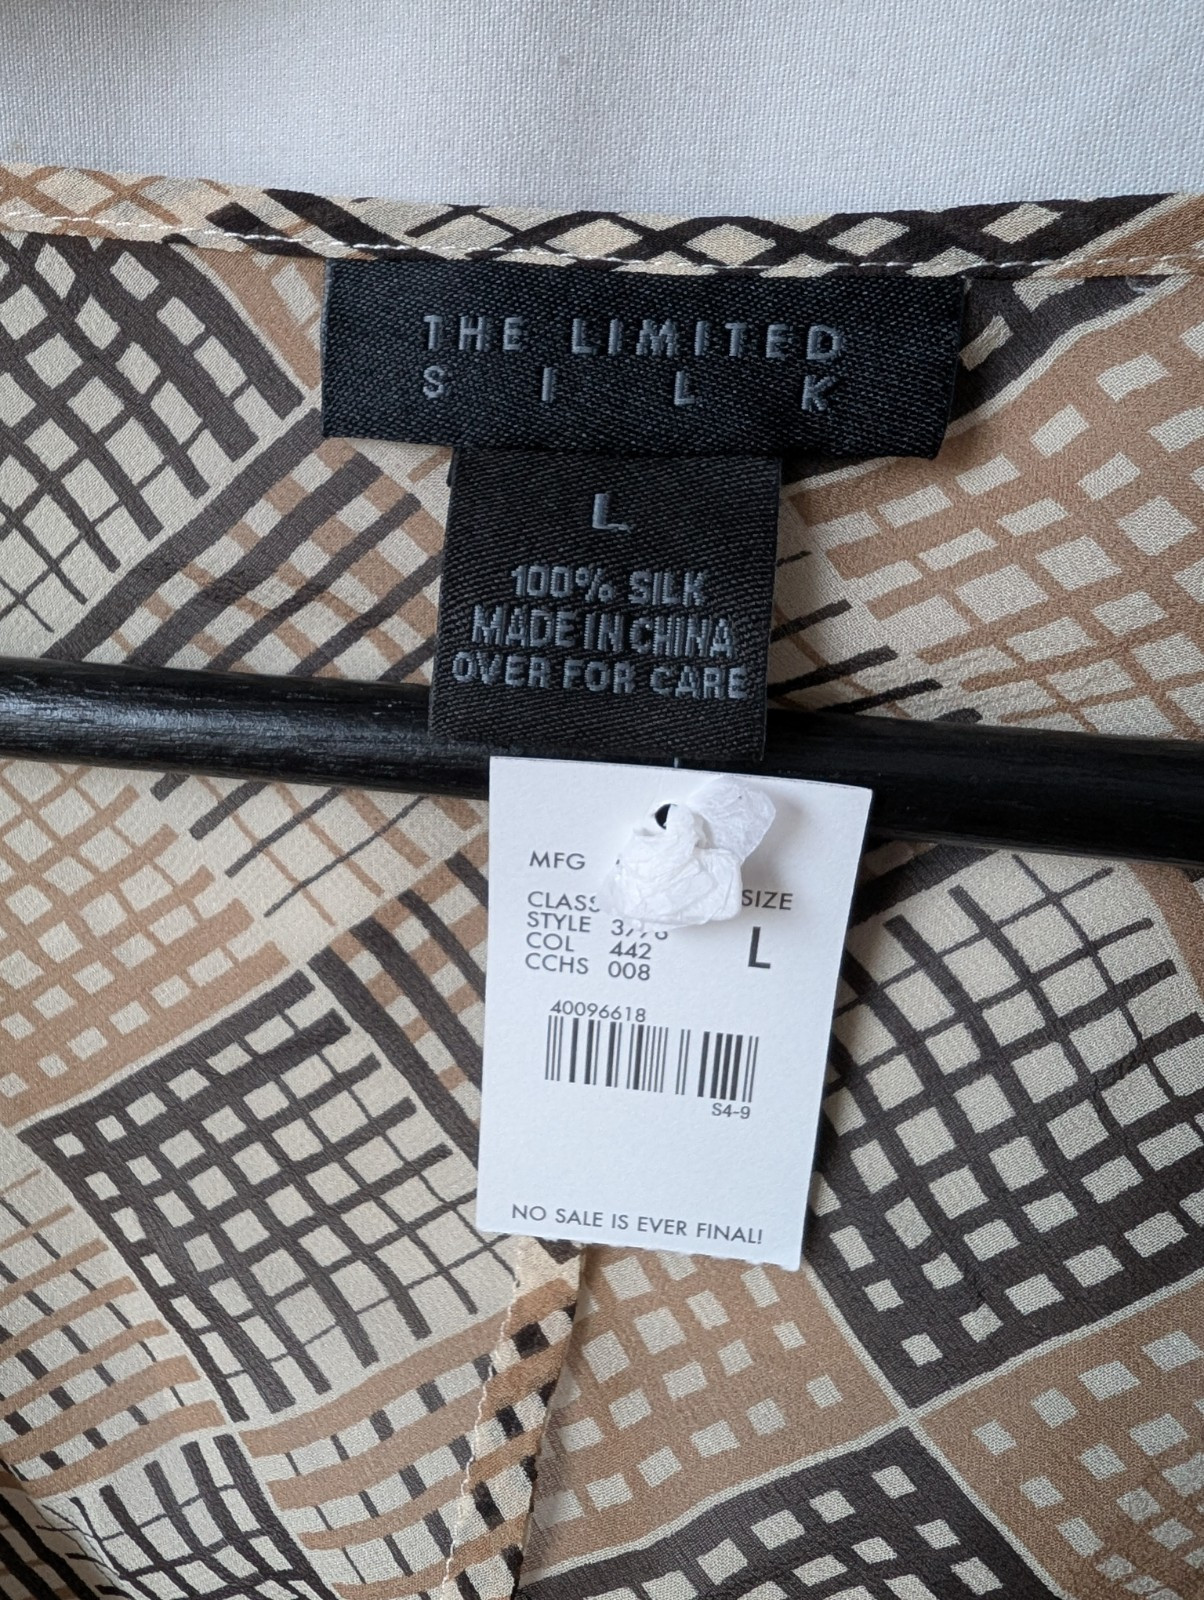 THE LIMITED
S I L K
L
100% SILK
MADE IN CHINA
OVER FOR CARE
MFG
SIZE
STYLE
COL 442
L
CCHS 008
40096618
S4-9
NO SALE IS EVER FINAL!